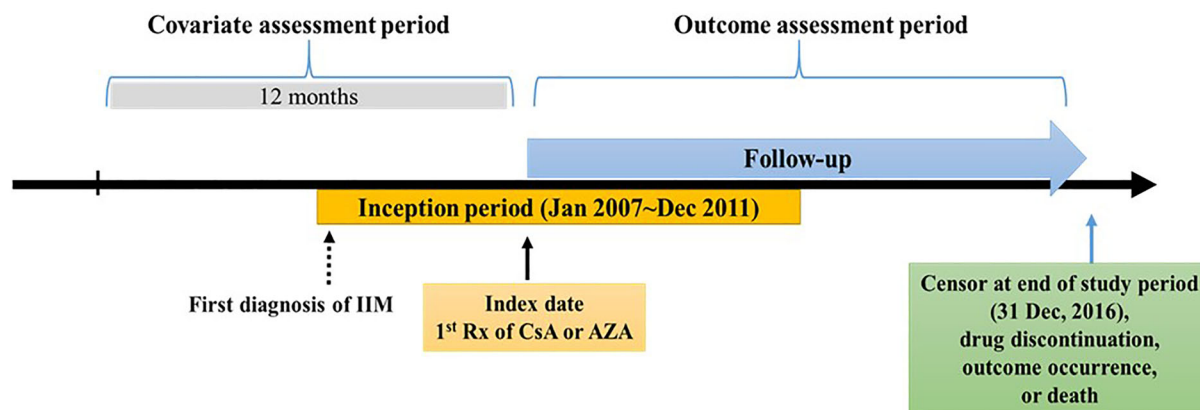 Covariate assessment period
Outcome assessment period
12 months
Follow-up
Inception period (Jan 2007~Dec 2011)
First diagnosis of IIM
Index date
1st Rx of CsA or AZA
Censor at end of study period
(31 Dec, 2016),
drug discontinuation,
outcome occurrence,
or death